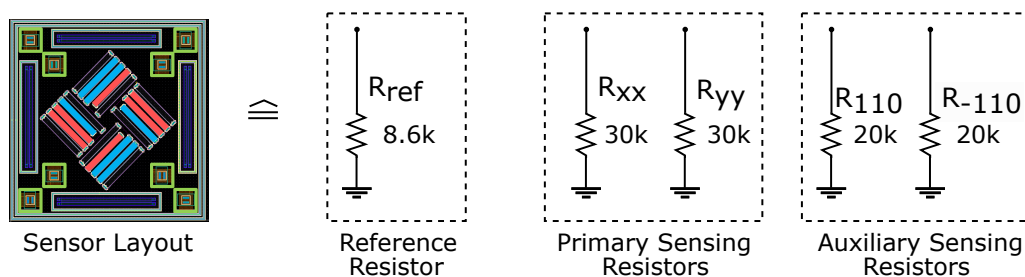 Rref
8.6k
Rxx
30k
Ryy
30k
R110
20k
R-110
20k
Sensor Layout
Reference
Resistor
Primary Sensing
Resistors
Auxiliary Sensing
Resistors